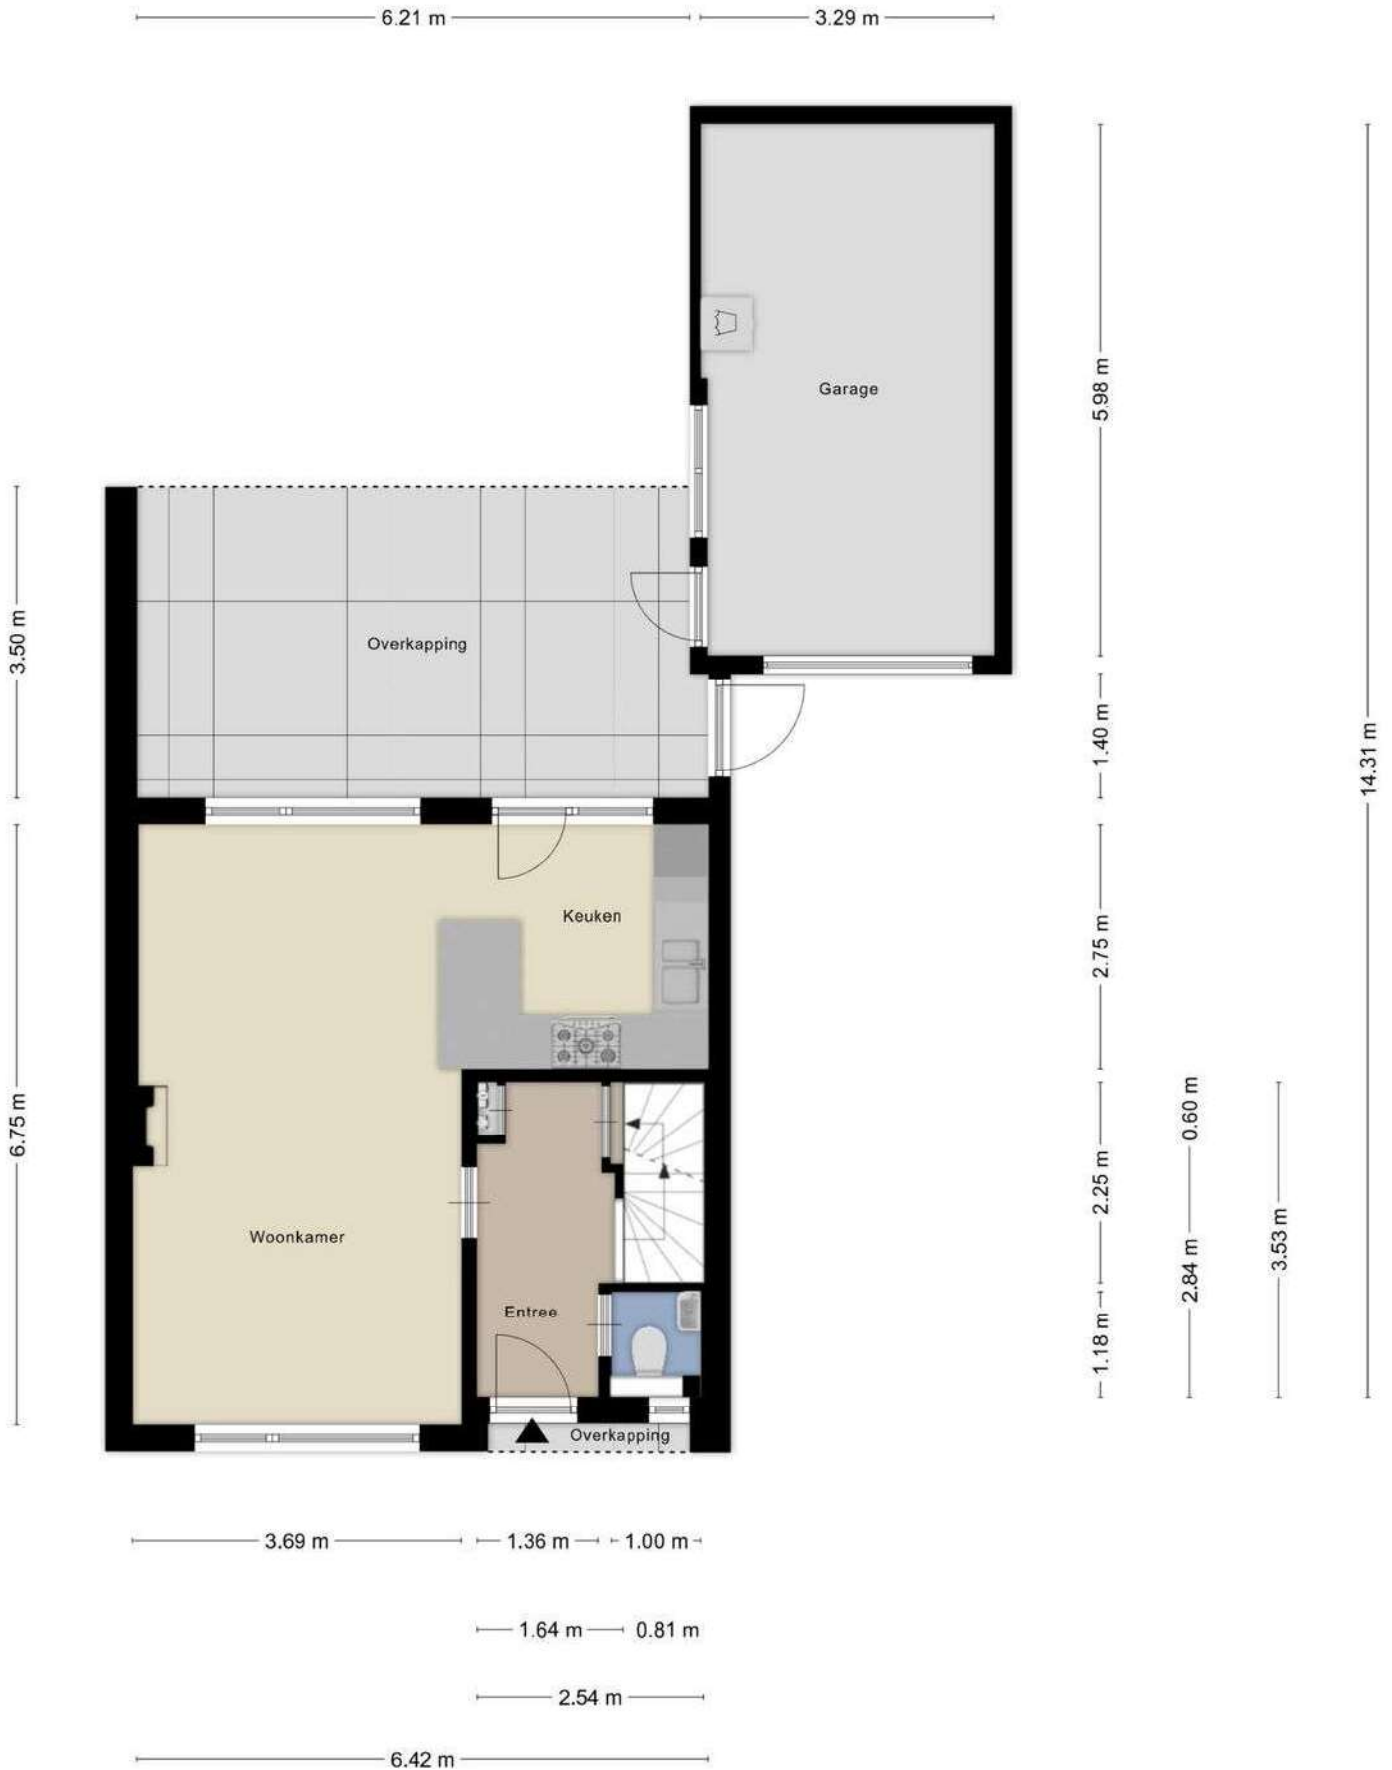 6.21 m
3.29 m
Garage
5.98 m
3.50 m
Overkapping
1.40 m
14.31 m
Keuken
2.75 m
6.75 m
0.60 m
2.25 m
3.53 m
Woonkamer
2.84 m
Entree
1.18 m
Overkapping
3.69 m
1.36 m
1.00 m
1.64 m
0.81 m
2.54 m
6.42 m